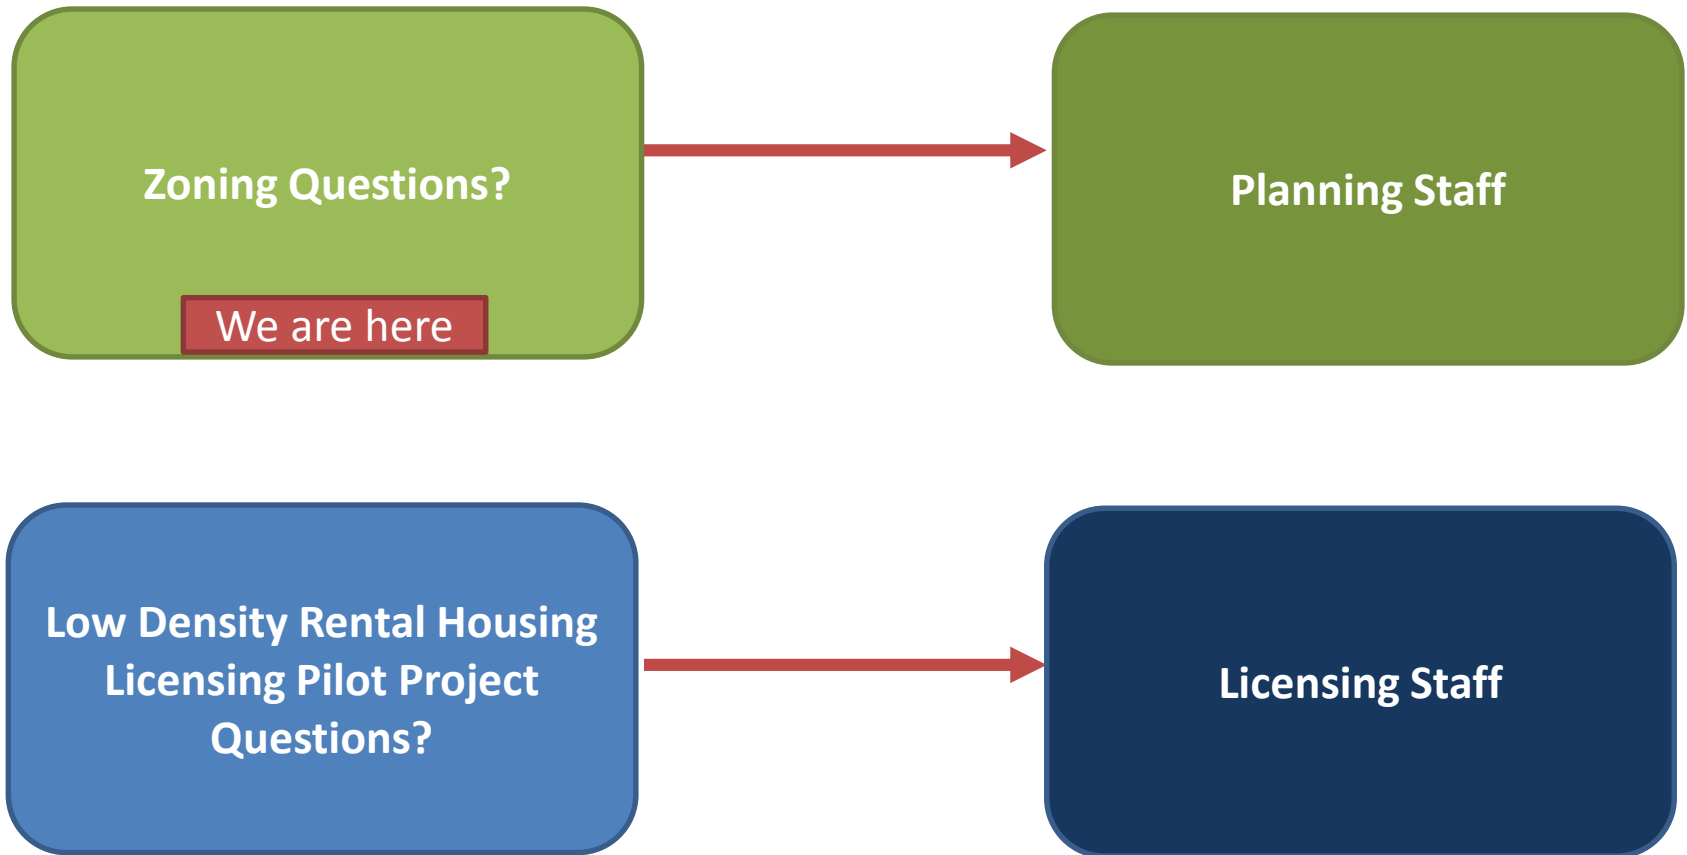 Zoning Questions?
We are here
Planning Staff
Low Density Rental Housing
Licensing Pilot Project
Questions?
Licensing Staff